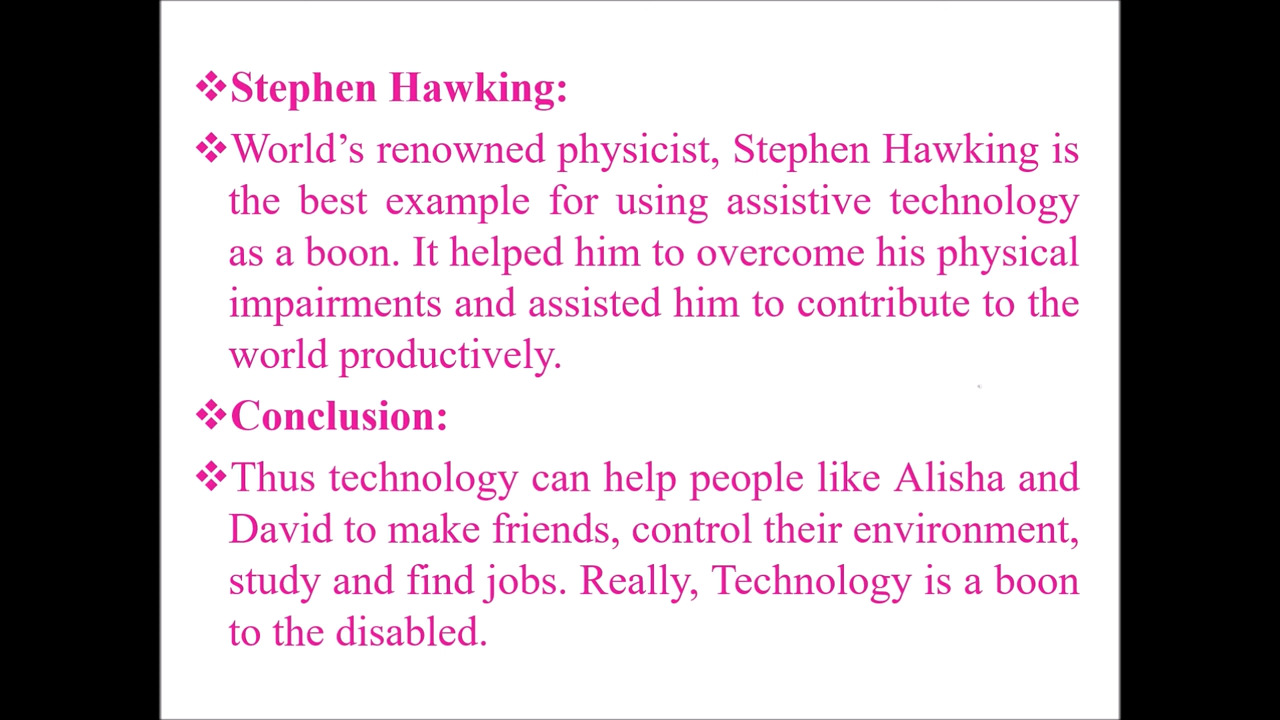 ❖Stephen Hawking:
❖World’s renowned physicist, Stephen Hawking is
the best example for using assistive technology
as a boon. It helped him to overcome his physical
impairments and assisted him to contribute to the
world productively.
❖Conclusion:
❖Thus technology can help people like Alisha and
David to make friends, control their environment,
study and find jobs. Really, Technology is a boon
to the disabled.